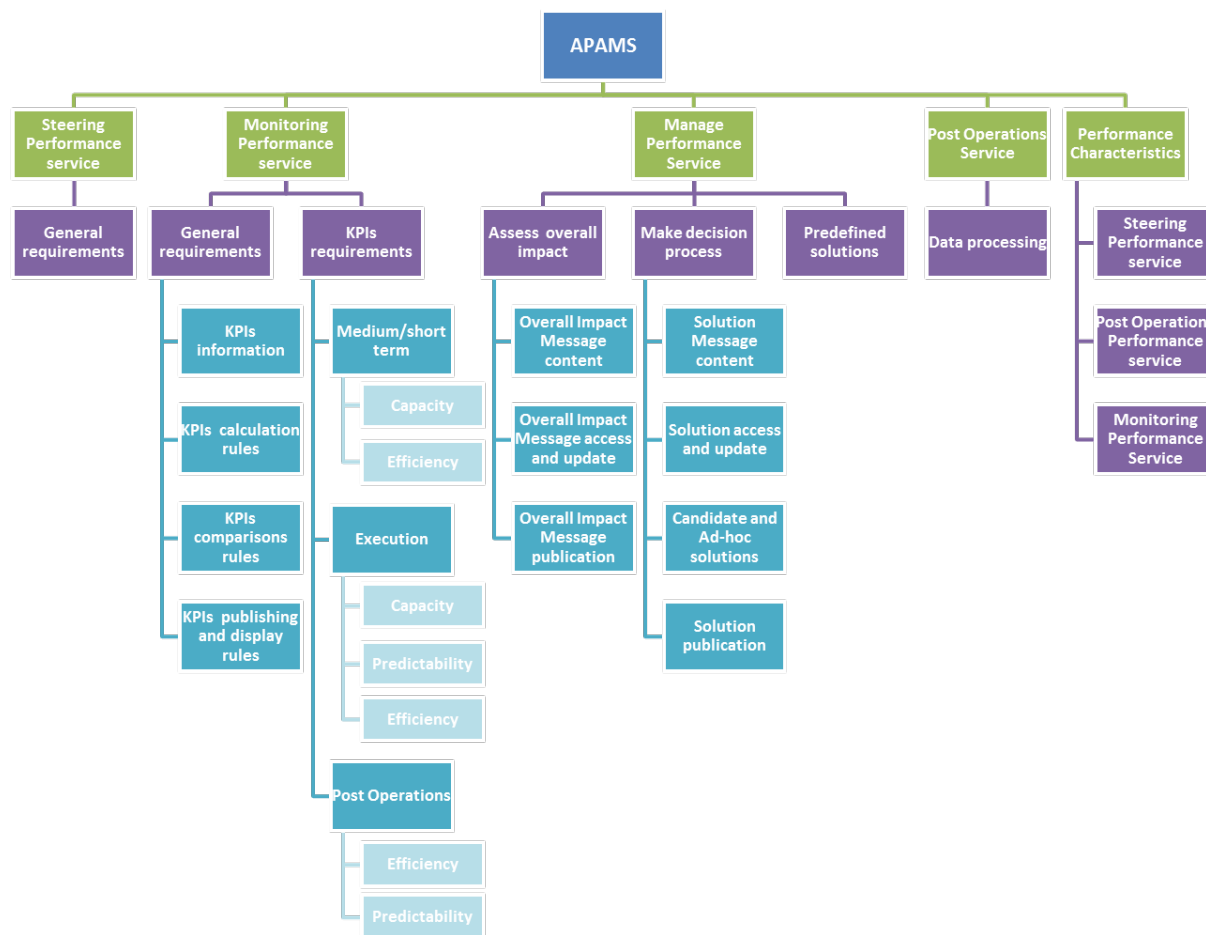 APAMS
Steering
Performance
service
Monitoring
Performance
service
Manage
Performance
Service
Post Operations
Service
Performance
Characteristics
General
requirements
General
requirements
KPIs
requirements
Assess overall
impact
Make decision
process
Predefined
solutions
Data processing
Steering
Performance
service
KPIs
information
Medium/short
term
Overall Impact
Message
content
Solution
Message
content
Post Operations
Performance
service
Capacity
KPIs calculation
rules
Efficiency
Overall Impact
Message access
and update
Solution access
and update
Monitoring
Performance
Service
KPIs
comparisons
rules
Execution
Overall Impact
Message
publication
Candidate and
Ad-hoc
solutions
Capacity
KPIs publishing
and display
rules
Predictability
Solution
publication
Efficiency
Post Operations
Efficiency
Predictability